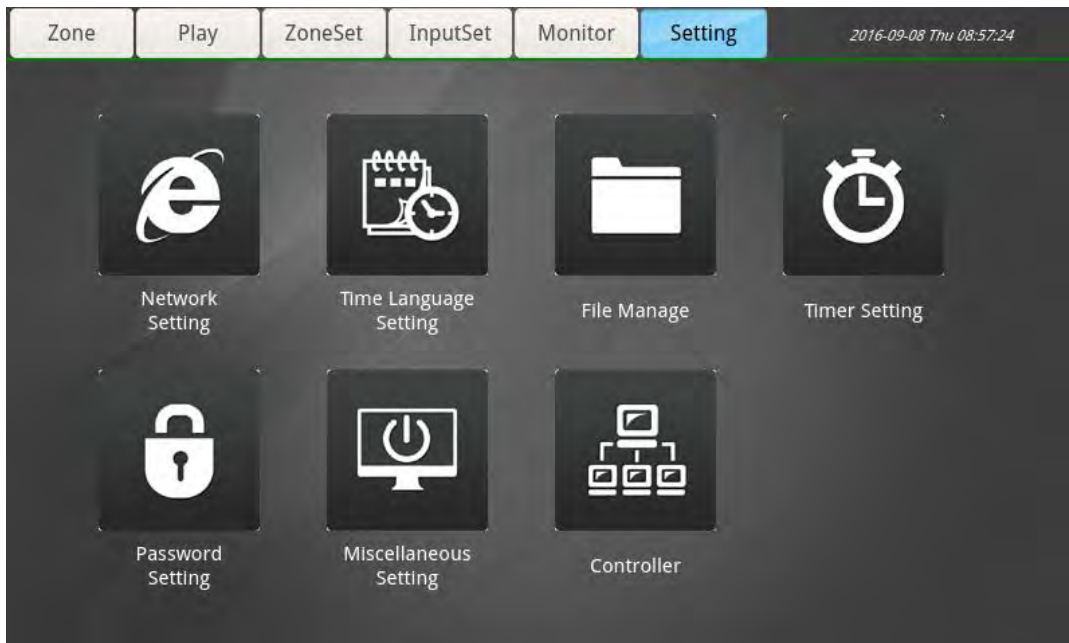 Zone Play ZoneSet InputSet Monitor Setting 2016-09-08 Thu 08:57:24
Network
Setting
Time Language
Setting
File Manage
Timer Setting
Password
Setting
Miscellaneous
Setting
Controller